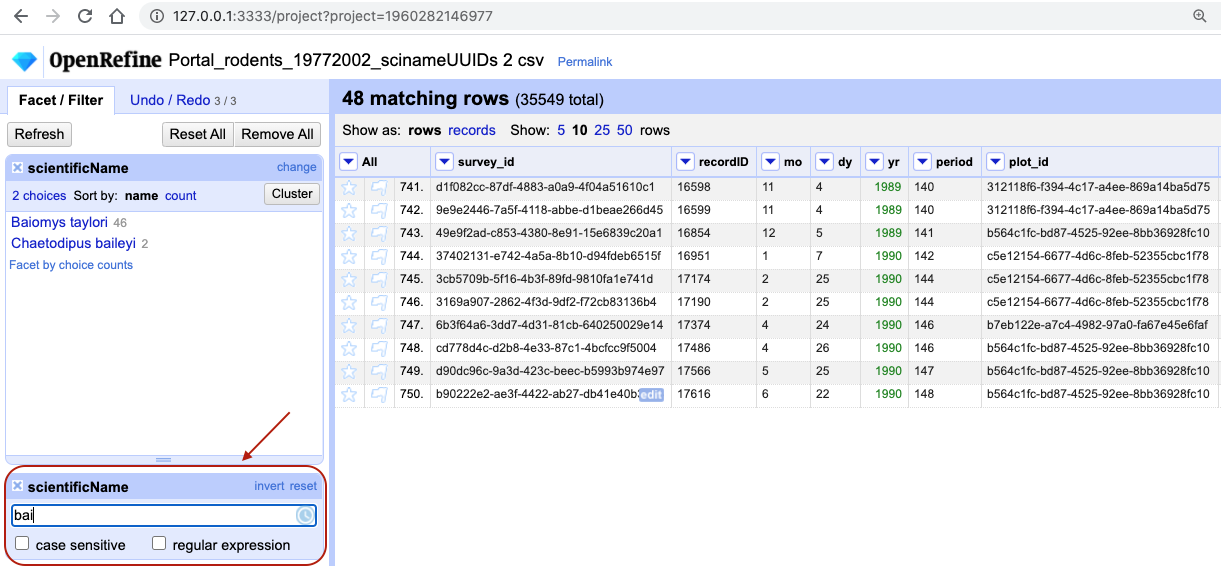 127.0.0.1:3333/project?project=1960282146977
OpenRefine Portal_rodents_19772002_scinameUUIDs 2 csv Permalink
Facet / Filter Undo / Redo 3 / 3
Refresh Reset All Remove All
scientificName change
2 choices Sort by: name count Cluster
Baiomys taylori 46
Chaetodipus baileyi 2
Facet by choice counts
scientificName invert reset
bai
case sensitive regular expression
48 matching rows (35549 total)
Show as: rows records Show: 5 10 25 50 rows
All survey_id recordID mo dy yr period plot_id
741. d1f082cc-87df-4883-a0a9-4f04a51610c1 16598 11 4 1989 140 312118f6-f394-4c17-a4ee-869a14ba5d75
742. 9e9e2446-7a5f-4118-abbe-d1beae266d45 16599 11 4 1989 140 312118f6-f394-4c17-a4ee-869a14ba5d75
743. 49e9f2ad-c853-4380-8e91-15e6839c20a1 16854 12 5 1989 141 b564c1fc-bd87-4525-92ee-8bb36928fc10
744. 37402131-e742-4a5a-8b10-d94fdeb6515f 16951 1 7 1990 142 c5e12154-6677-4d6c-8feb-52355cbc1f78
745. 3cb5709b-5f16-4b3f-89fd-9810fa1e741d 17174 2 25 1990 144 c5e12154-6677-4d6c-8feb-52355cbc1f78
746. 3169a907-2862-4f3d-9df2-f72cb83136b4 17190 2 25 1990 144 c5e12154-6677-4d6c-8feb-52355cbc1f78
747. 6b3f64a6-3dd7-4d31-81cb-640250029e14 17374 4 24 1990 146 b7eb122e-a7c4-4982-97a0-fa67e45e6faf
748. cd778d4c-d2b8-4e33-87c1-4bcfcc9f5004 17486 4 26 1990 146 b564c1fc-bd87-4525-92ee-8bb36928fc10
749. d90dc96c-9a3d-423c-beec-b5993b974e97 17566 5 25 1990 147 b564c1fc-bd87-4525-92ee-8bb36928fc10
750. b90222e2-ae3f-4422-ab27-db41e40b edit 17616 6 22 1990 148 b564c1fc-bd87-4525-92ee-8bb36928fc10